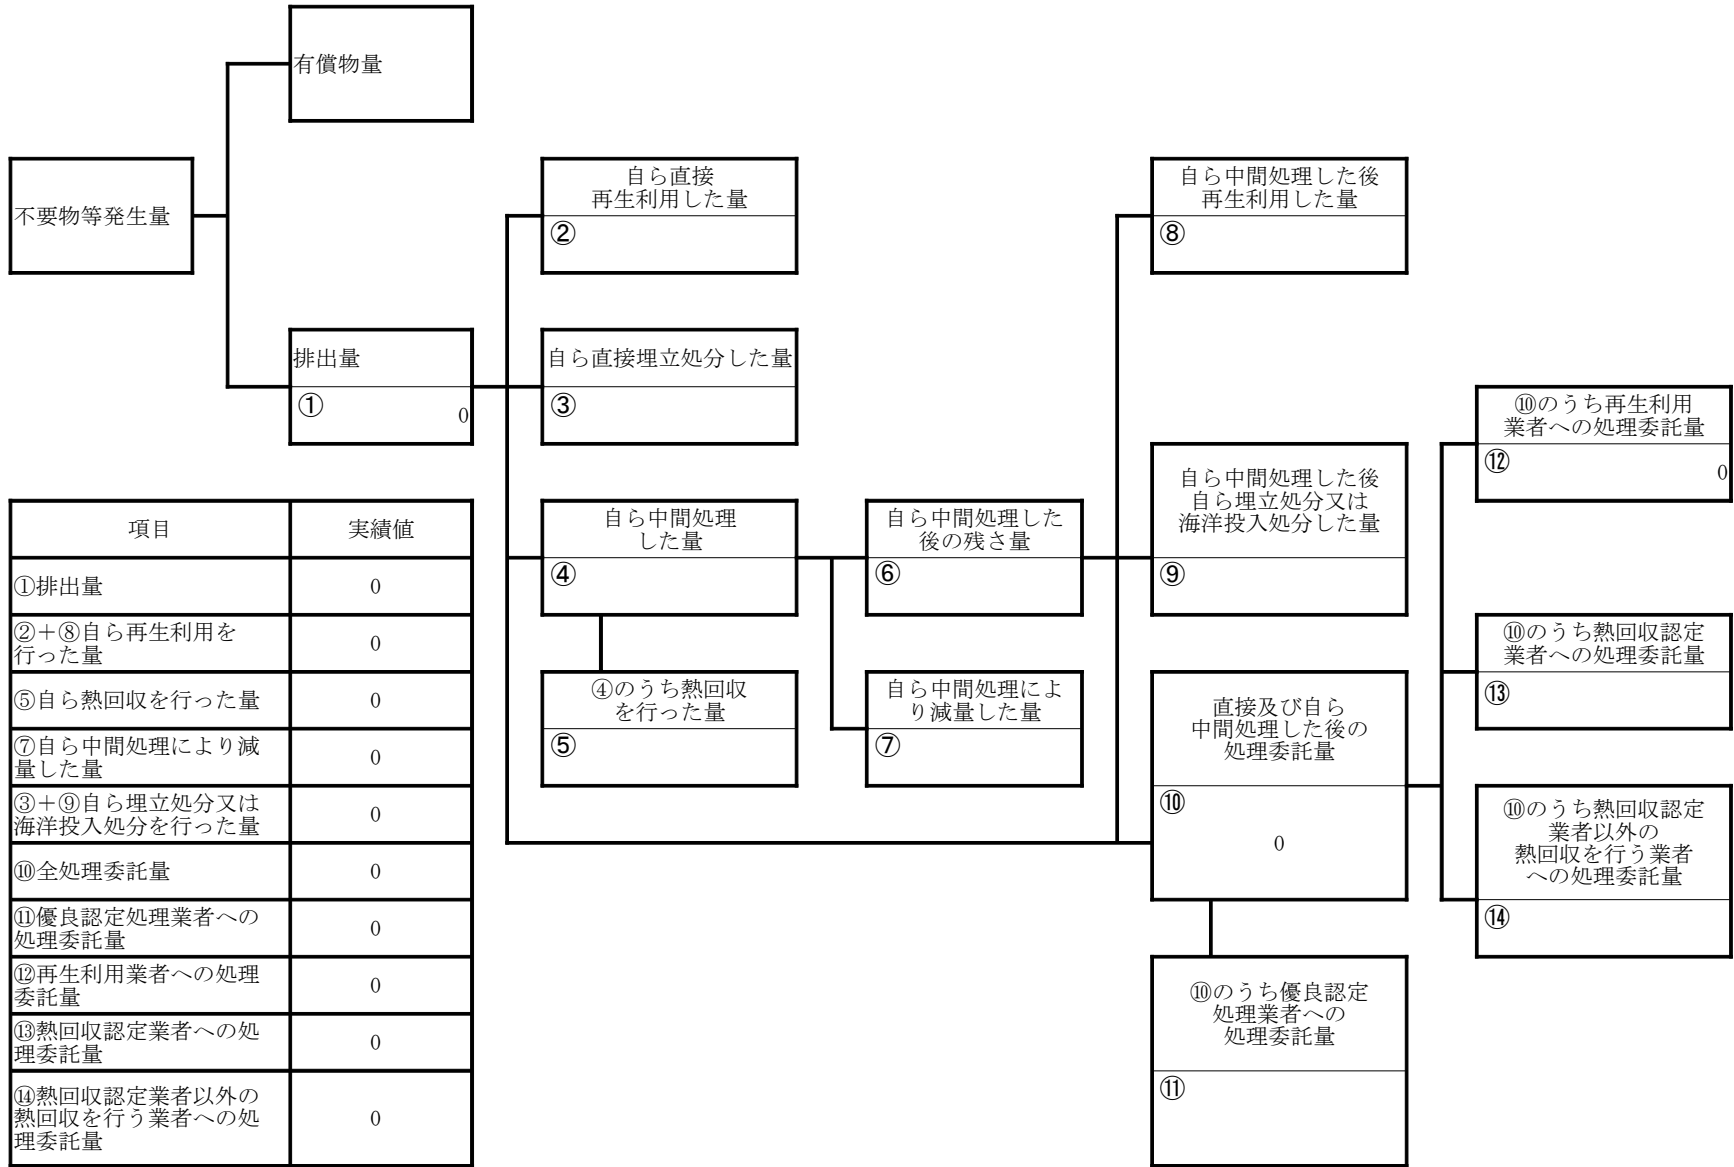 有償物量
不要物等発生量
排出量
①
0
自ら直接
再生利用した量
②
自ら直接埋立処分した量
③
自ら中間処理
した量
④
④のうち熱回収
を行った量
⑤
自ら中間処理した
後の残さ量
⑥
自ら中間処理によ
り減量した量
⑦
自ら中間処理した後
再生利用した量
⑧
自ら中間処理した後
自ら埋立処分又は
海洋投入処分した量
⑨
直接及び自ら
中間処理した後の
処理委託量
⑩
0
⑩のうち優良認定
処理業者への
処理委託量
⑪
⑩のうち再生利用
業者への処理委託量
⑫
0
⑩のうち熱回収認定
業者への処理委託量
⑬
⑩のうち熱回収認定
業者以外の
熱回収を行う業者
への処理委託量
⑭
項目 実績値
①排出量 0
②+⑧自ら再生利用を
行った量 0
⑤自ら熱回収を行った量 0
⑦自ら中間処理により減
量した量 0
③+⑨自ら埋立処分又は
海洋投入処分を行った量 0
⑩全処理委託量 0
⑪優良認定処理業者への
処理委託量 0
⑫再生利用業者への処理
委託量 0
⑬熱回収認定業者への処
理委託量 0
⑭熱回収認定業者以外の
熱回収を行う業者への処
理委託量 0